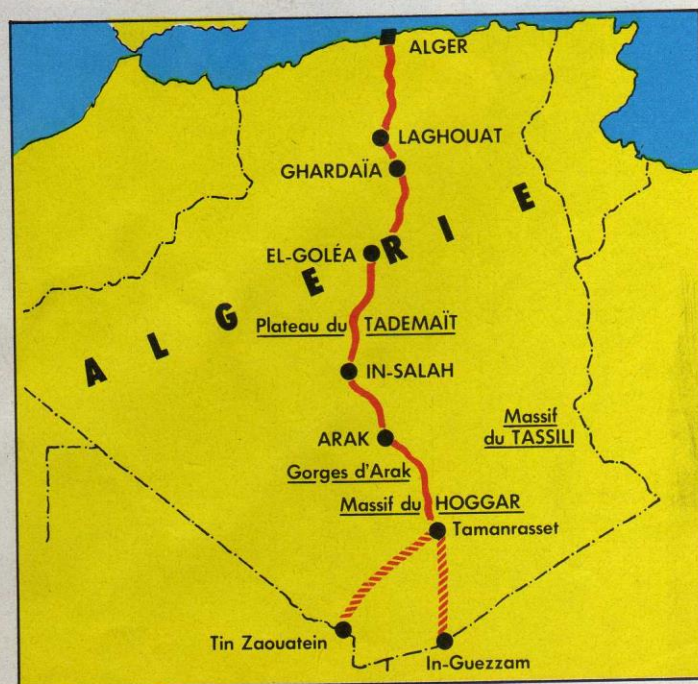 ALGER
LAGHOUAT
GHARDAÏA
EL-GOLÉA
ALGERIE
Plateau du TADEMAÏT
IN-SALAH
ARAK
Massif
du TASSILI
Gorges d'Arak
Massif du HOGGAR
Tamanrasset
Tin Zaouatein
In-Guezzam